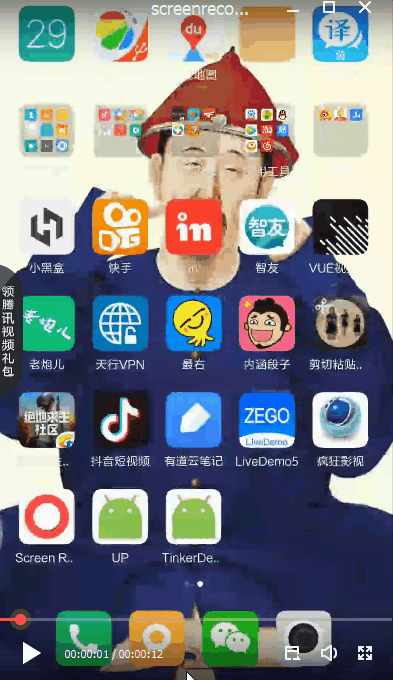 screenreco...
29
du
译
地图
工具
in
智友
小黑盒
快手
in
智友
VUE视
领腾讯视频礼包
老炮儿
老炮儿
天行VPN
最右
内涵段子
剪切粘贴..
绝地求生
社区
ZEGO
LiveDemo
抖音短视频
有道云笔记
LiveDemo5
疯狂影视
Screen R..
UP
TinkerDe..
00:00:01 / 00:00:12